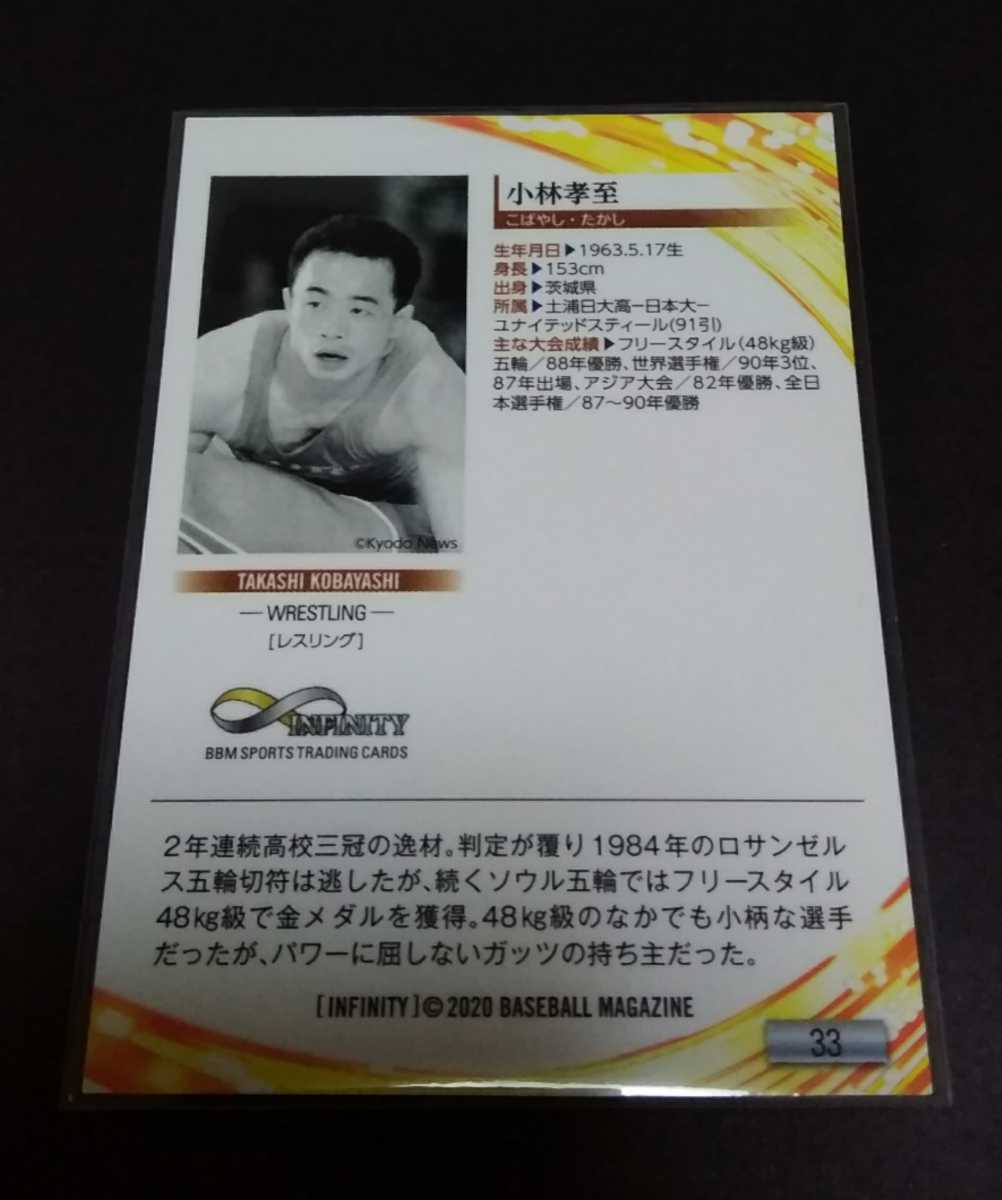 小林孝至
こばやし・たかし
生年月日▶1963.5.17生
身長▶153cm
出身▶茨城県
所属▶土浦日大高ー日本大ー
ユナイテッドスティール(91引)
主な大会成績▶フリースタイル(48kg級)
五輪／88年優勝、世界選手権／90年3位、
87年出場、アジア大会／82年優勝、全日
本選手権／87〜90年優勝
©Kyodo News
TAKASHI KOBAYASHI
— WRESTLING —
[レスリング]
INFINITY
BBM SPORTS TRADING CARDS
2年連続高校三冠の逸材。判定が覆り1984年のロサンゼル
ス五輪切符は逃したが、続くソウル五輪ではフリースタイル
48kg級で金メダルを獲得。48kg級のなかでも小柄な選手
だったが、パワーに屈しないガッツの持ち主だった。
[INFINITY]© 2020 BASEBALL MAGAZINE
33